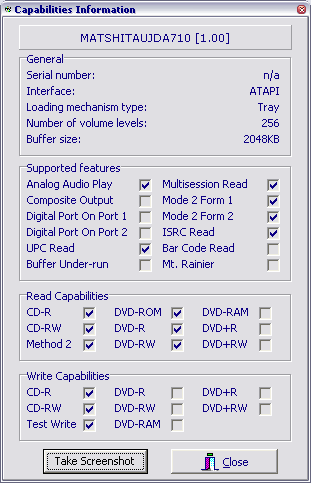 Capabilities Information
MATSHITAUJDA710 [1.00]
General
Serial number: n/a
Interface: ATAPI
Loading mechanism type: Tray
Number of volume levels: 256
Buffer size: 2048KB
Supported features
Analog Audio Play Multisession Read
Composite Output Mode 2 Form 1
Digital Port On Port 1 Mode 2 Form 2
Digital Port On Port 2 ISRC Read
UPC Read Bar Code Read
Buffer Under-run Mt. Rainier
Read Capabilities
CD-R DVD-ROM DVD-RAM
CD-RW DVD-R DVD+R
Method 2 DVD-RW DVD+RW
Write Capabilities
CD-R DVD-R DVD+R
CD-RW DVD-RW DVD+RW
Test Write DVD-RAM
Take Screenshot Close